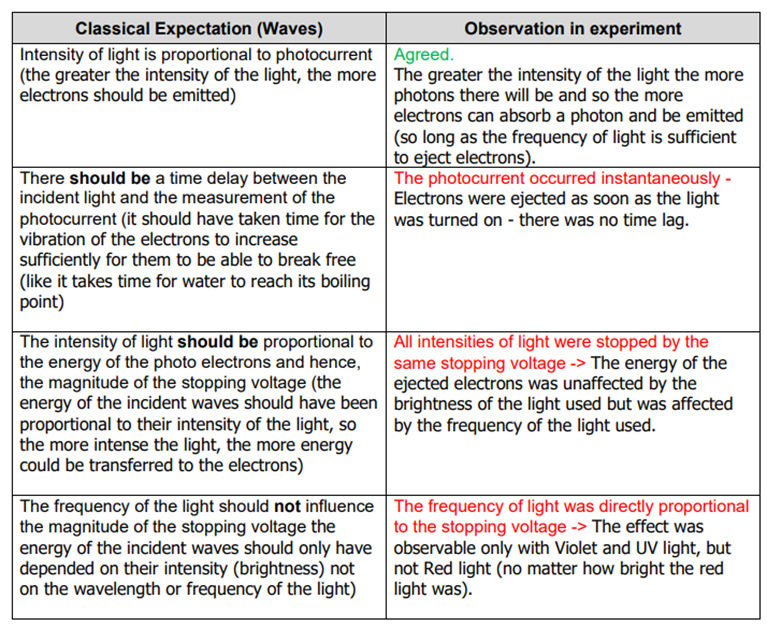 Classical Expectation (Waves)
Observation in experiment
Intensity of light is proportional to photocurrent
(the greater the intensity of the light, the more
electrons should be emitted)
Agreed.
The greater the intensity of the light the more
photons there will be and so the more
electrons can absorb a photon and be emitted
(so long as the frequency of light is sufficient
to eject electrons).
There should be a time delay between the
incident light and the measurement of the
photocurrent (it should have taken time for the
vibration of the electrons to increase
sufficiently for them to be able to break free
(like it takes time for water to reach its boiling
point)
The photocurrent occurred instantaneously -
Electrons were ejected as soon as the light
was turned on - there was no time lag.
The intensity of light should be proportional to
the energy of the photo electrons and hence,
the magnitude of the stopping voltage (the
energy of the incident waves should have been
proportional to their intensity of the light, so
the more intense the light, the more energy
could be transferred to the electrons)
All intensities of light were stopped by the
same stopping voltage -> The energy of the
ejected electrons was unaffected by the
brightness of the light used but was affected
by the frequency of the light used.
The frequency of the light should not influence
the magnitude of the stopping voltage the
energy of the incident waves should only have
depended on their intensity (brightness) not
on the wavelength or frequency of the light)
The frequency of light was directly proportional
to the stopping voltage -> The effect was
observable only with Violet and UV light, but
not Red light (no matter how bright the red
light was).